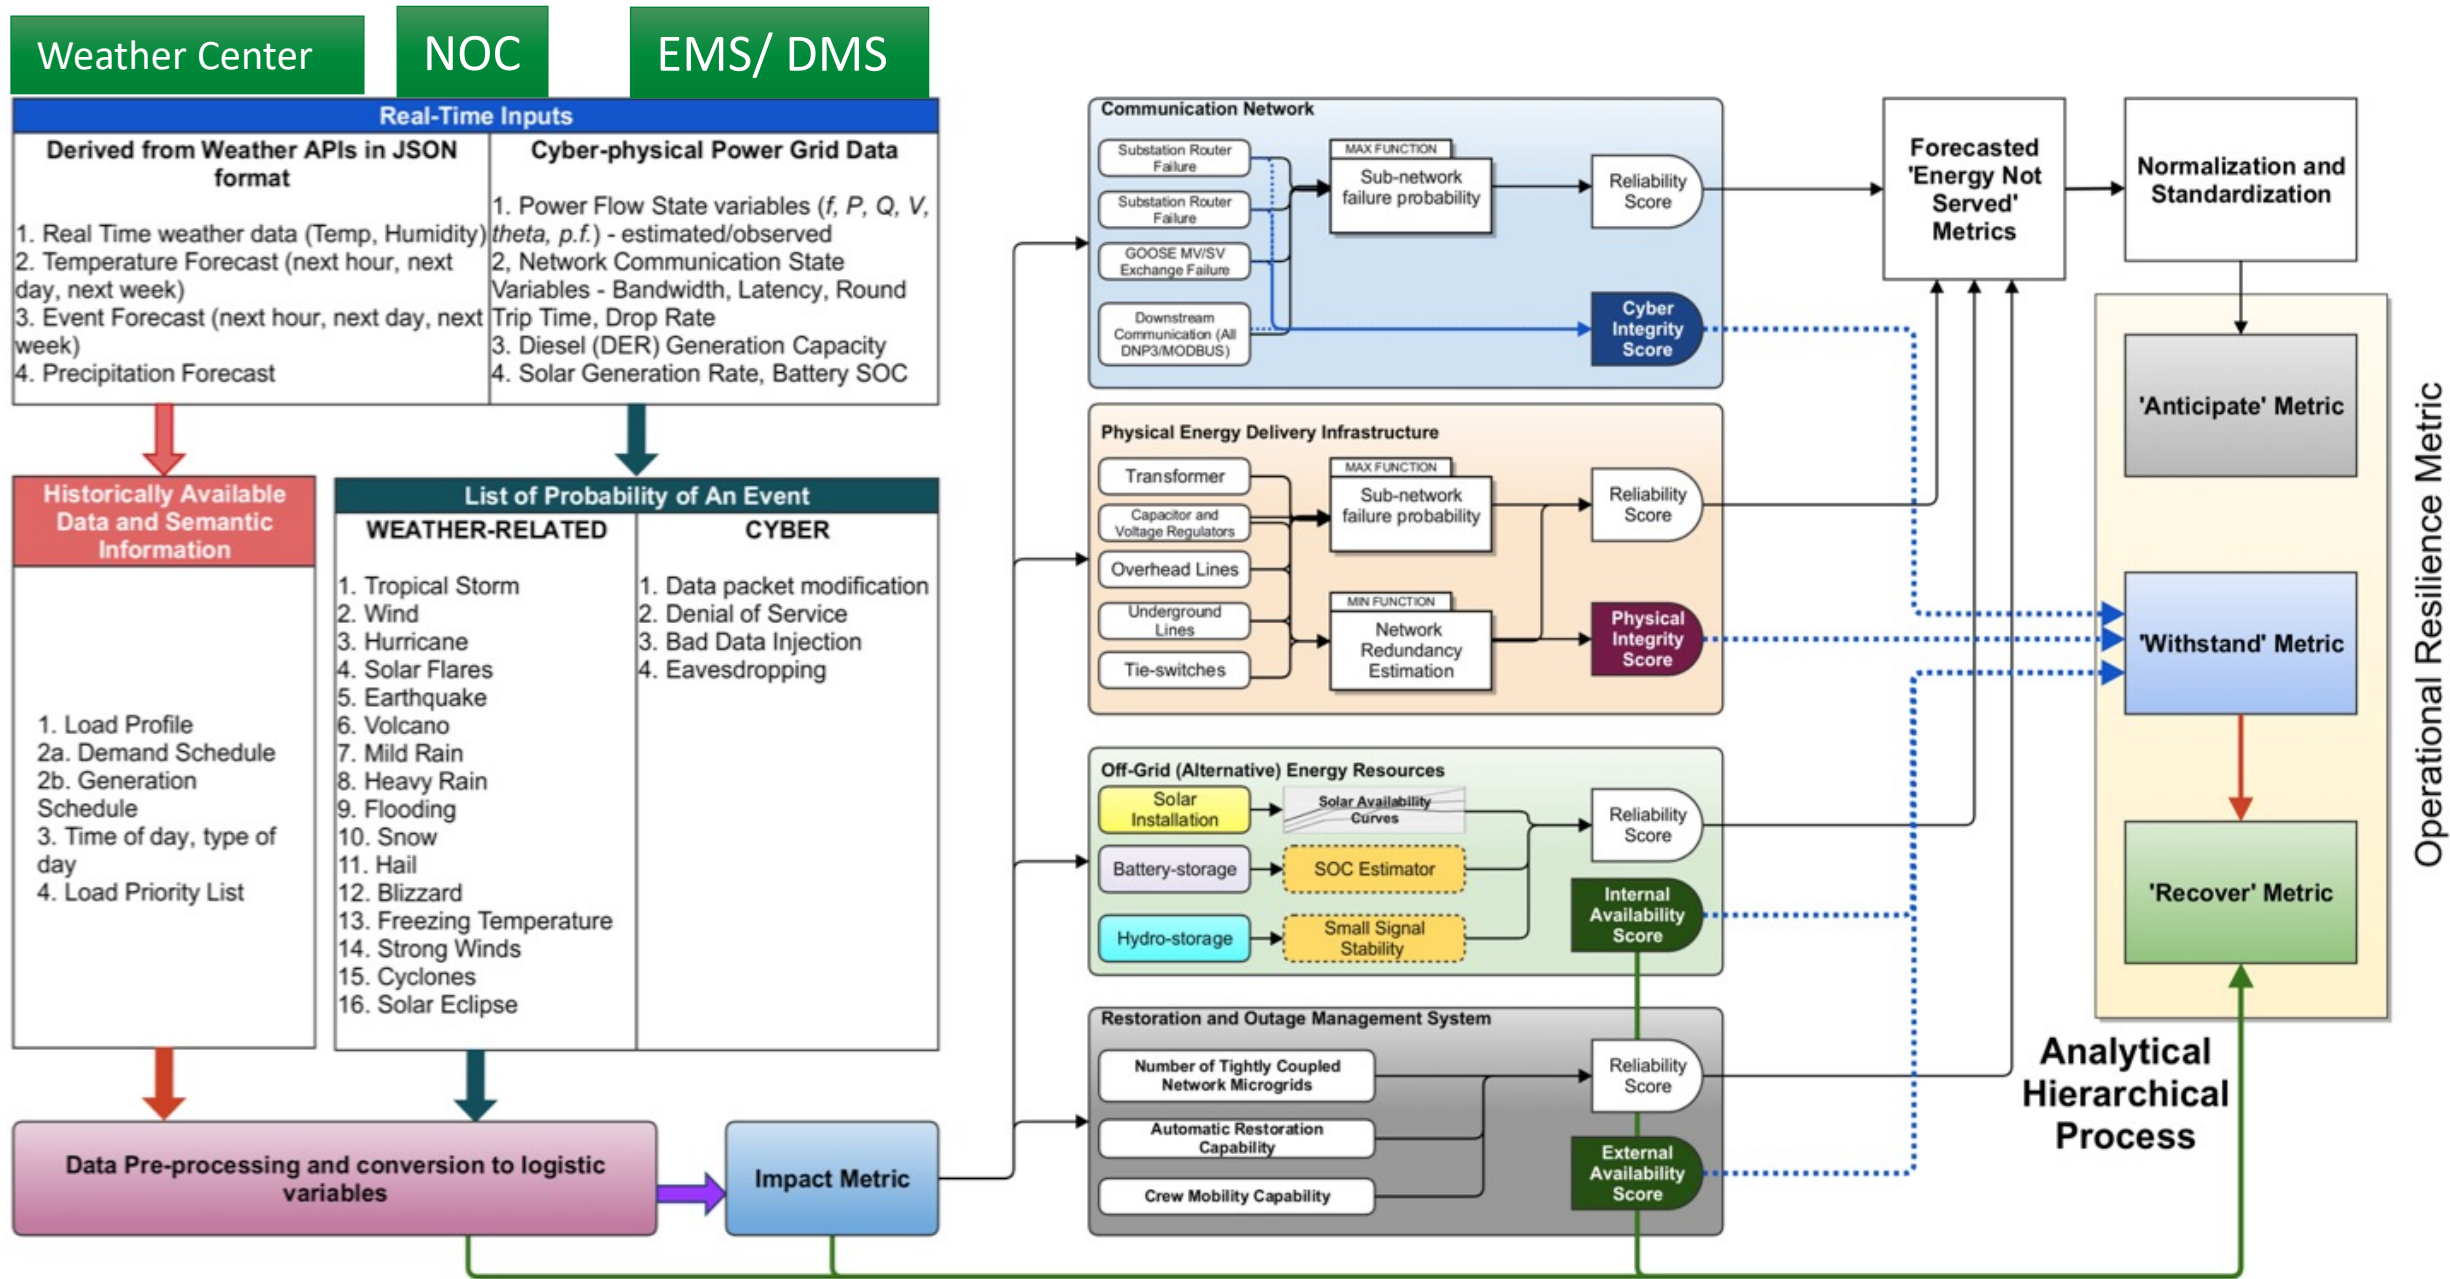 Weather Center
NOC
EMS/ DMS
Real-Time Inputs
Derived from Weather APIs in JSON
format
1. Real Time weather data (Temp, Humidity)
2. Temperature Forecast (next hour, next
day, next week)
3. Event Forecast (next hour, next day, next
week)
4. Precipitation Forecast
Cyber-physical Power Grid Data
1. Power Flow State variables (f, P, Q, V,
theta, p.f.) - estimated/observed
2, Network Communication State
Variables - Bandwidth, Latency, Round
Trip Time, Drop Rate
3. Diesel (DER) Generation Capacity
4. Solar Generation Rate, Battery SOC
Historically Available
Data and Semantic
Information
1. Load Profile
2a. Demand Schedule
2b. Generation
Schedule
3. Time of day, type of
day
4. Load Priority List
List of Probability of An Event
WEATHER-RELATED
1. Tropical Storm
2. Wind
3. Hurricane
4. Solar Flares
5. Earthquake
6. Volcano
7. Mild Rain
8. Heavy Rain
9. Flooding
10. Snow
11. Hail
12. Blizzard
13. Freezing Temperature
14. Strong Winds
15. Cyclones
16. Solar Eclipse
CYBER
1. Data packet modification
2. Denial of Service
3. Bad Data Injection
4. Eavesdropping
Data Pre-processing and conversion to logistic
variables
Impact Metric
Communication Network
Substation Router
Failure
Substation Router
Failure
GOOSE MV/SV
Exchange Failure
Downstream
Communication (All
DNP3/MODBUS)
MAX FUNCTION
Sub-network
failure probability
Reliability
Score
Cyber
Integrity
Score
Physical Energy Delivery Infrastructure
Transformer
Capacitor and
Voltage Regulators
Overhead Lines
Underground
Lines
Tie-switches
MAX FUNCTION
Sub-network
failure probability
MIN FUNCTION
Network
Redundancy
Estimation
Reliability
Score
Physical
Integrity
Score
Off-Grid (Alternative) Energy Resources
Solar
Installation
Solar Availability
Curves
Battery-storage
SOC Estimator
Hydro-storage
Small Signal
Stability
Reliability
Score
Internal
Availability
Score
Restoration and Outage Management System
Number of Tightly Coupled
Network Microgrids
Automatic Restoration
Capability
Crew Mobility Capability
Reliability
Score
External
Availability
Score
Forecasted
'Energy Not
Served'
Metrics
Normalization and
Standardization
'Anticipate' Metric
'Withstand' Metric
'Recover' Metric
Operational Resilience Metric
Analytical
Hierarchical
Process